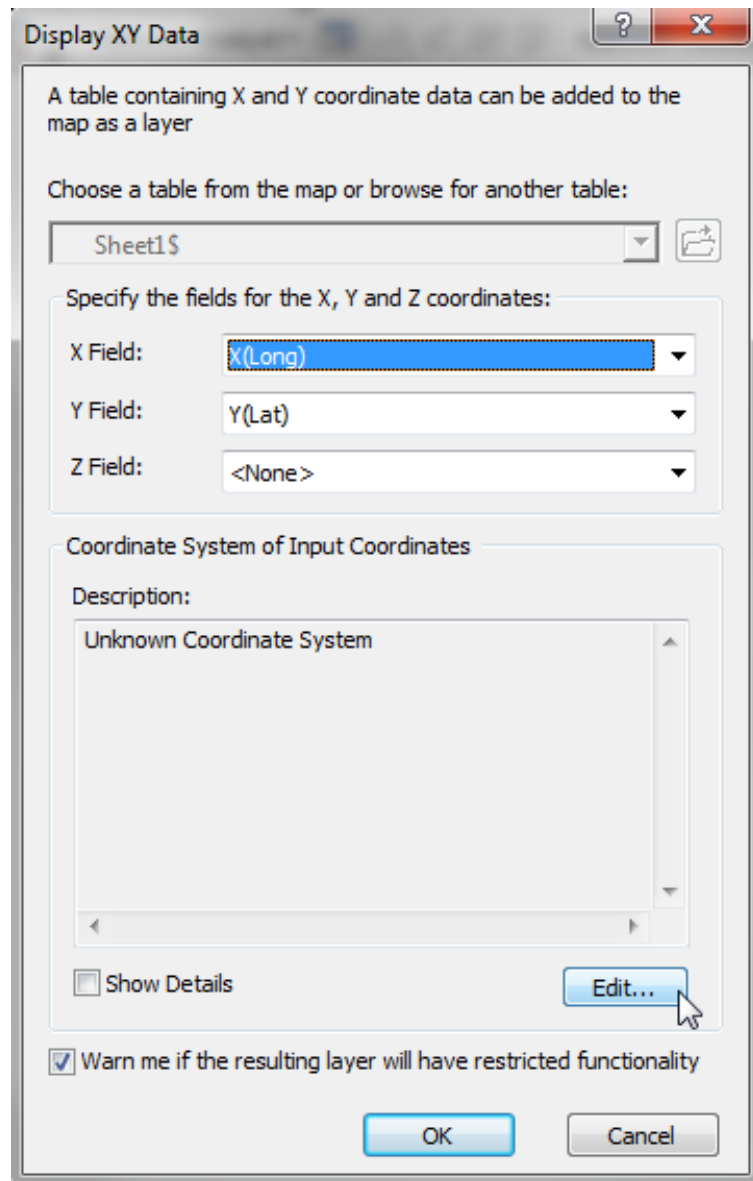 Display XY Data
A table containing X and Y coordinate data can be added to the
map as a layer
Choose a table from the map or browse for another table:
Sheet1$
Specify the fields for the X, Y and Z coordinates:
X Field: X(Long)
Y Field: Y(Lat)
Z Field: <None>
Coordinate System of Input Coordinates
Description:
Unknown Coordinate System
Show Details Edit...
Warn me if the resulting layer will have restricted functionality
OK Cancel